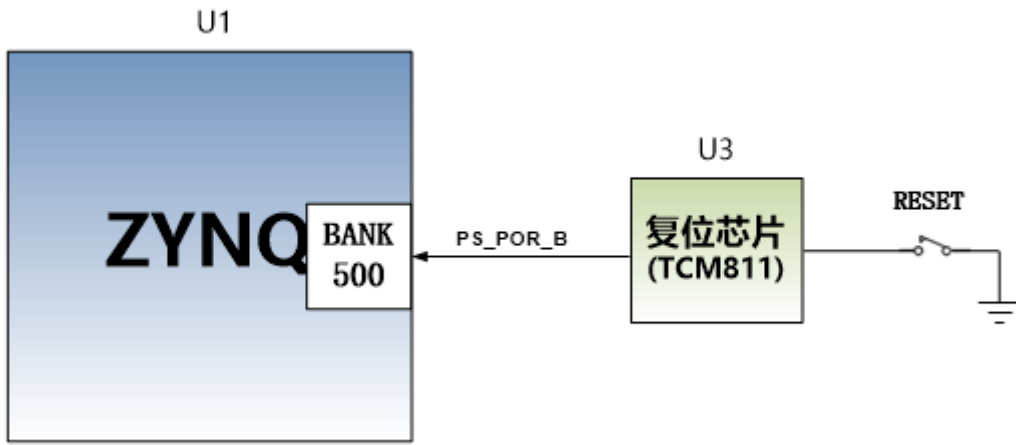 U1
ZYNQ
BANK
500
PS_POR_B
U3
复位芯片
(TCM811)
RESET